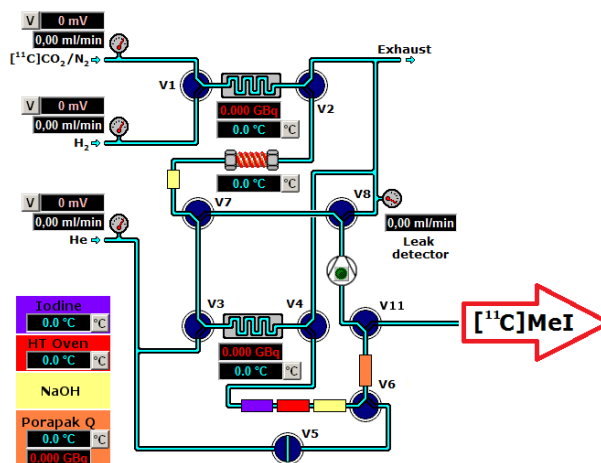 V 0 mV
0,00 ml/min
[¹¹C]CO₂/N₂
V 0 mV
0,00 ml/min
H₂
V1
V2
Exhaust
0.000 GBq
0.0 °C °C
0.0 °C °C
V 0 mV
0,00 ml/min
He
V7
V8
0,00 ml/min
Leak
detector
V3
V4
V11
[¹¹C]MeI
0.000 GBq
0.0 °C °C
V6
V5
Iodine
0.0 °C °C
HT Oven
0.0 °C °C
NaOH
Porapak Q
0.0 °C °C
0.000 GBq